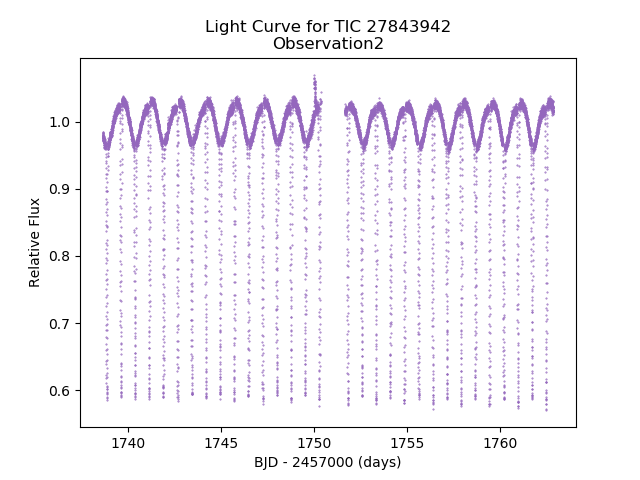 Light Curve for TIC 27843942
Observation2
Relative Flux
1.0
0.9
0.8
0.7
0.6
1740 1745 1750 1755 1760
BJD - 2457000 (days)